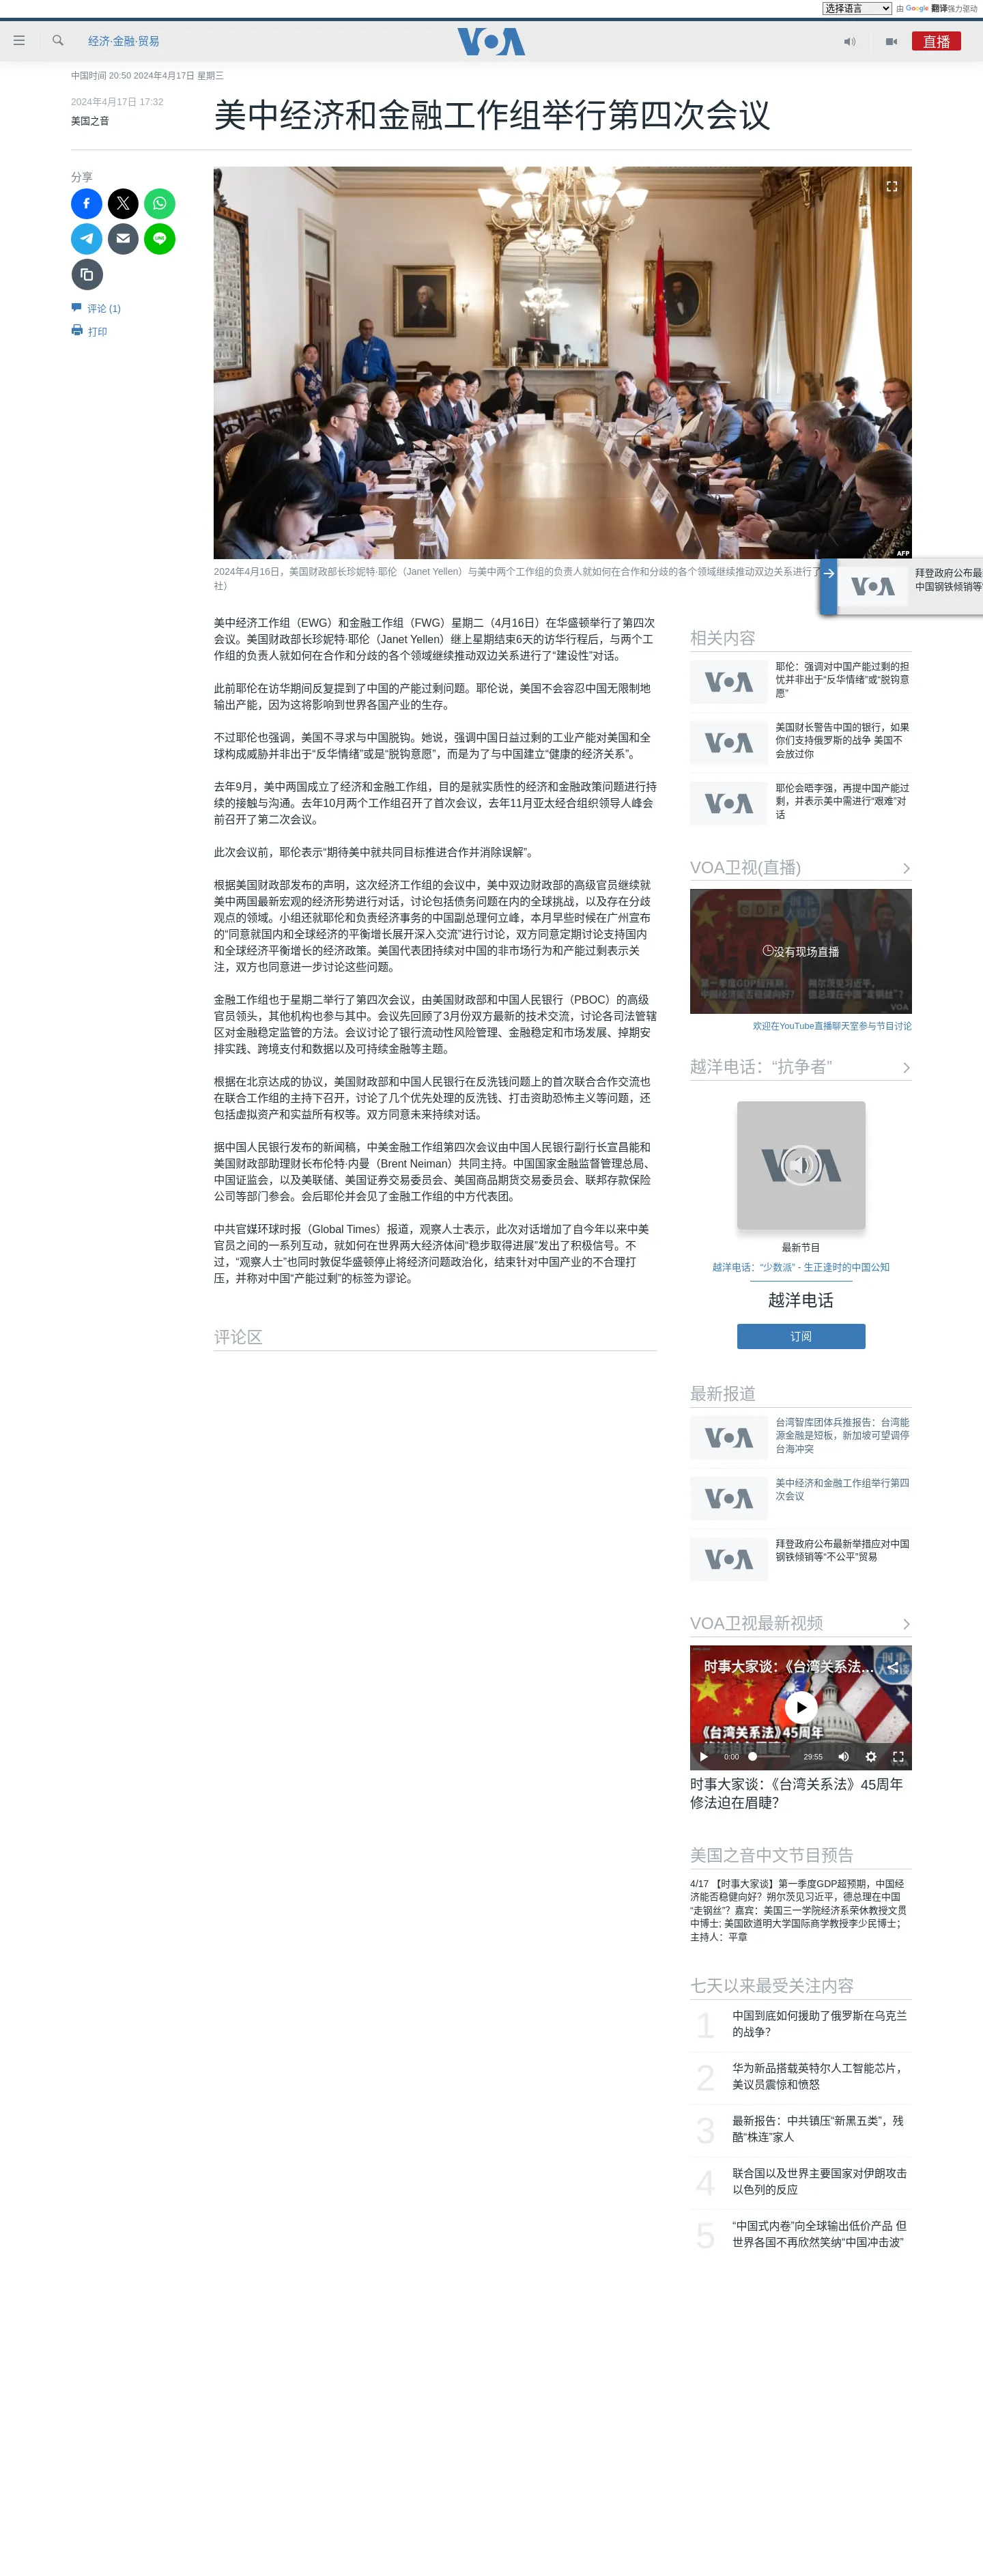 选择语言 由 Google 翻译强力驱动
经济·金融·贸易
VOA
直播
中国时间 20:50 2024年4月17日 星期三
2024年4月17日 17:32
美国之音
美中经济和金融工作组举行第四次会议
分享
评论 (1)
打印
AFP
2024年4月16日，美国财政部长珍妮特·耶伦（Janet Yellen）与美中两个工作组的负责人就如何在合作和分歧的各个领域继续推动双边关系进行了
社）
拜登政府公布最
中国钢铁倾销等
美中经济工作组（EWG）和金融工作组（FWG）星期二（4月16日）在华盛顿举行了第四次
会议。美国财政部长珍妮特·耶伦（Janet Yellen）继上星期结束6天的访华行程后，与两个工
作组的负责人就如何在合作和分歧的各个领域继续推动双边关系进行了“建设性”对话。
此前耶伦在访华期间反复提到了中国的产能过剩问题。耶伦说，美国不会容忍中国无限制地
输出产能，因为这将影响到世界各国产业的生存。
不过耶伦也强调，美国不寻求与中国脱钩。她说，强调中国日益过剩的工业产能对美国和全
球构成威胁并非出于“反华情绪”或是“脱钩意愿”，而是为了与中国建立“健康的经济关系”。
去年9月，美中两国成立了经济和金融工作组，目的是就实质性的经济和金融政策问题进行持
续的接触与沟通。去年10月两个工作组召开了首次会议，去年11月亚太经合组织领导人峰会
前召开了第二次会议。
此次会议前，耶伦表示“期待美中就共同目标推进合作并消除误解”。
根据美国财政部发布的声明，这次经济工作组的会议中，美中双边财政部的高级官员继续就
美中两国最新宏观的经济形势进行对话，讨论包括债务问题在内的全球挑战，以及存在分歧
观点的领域。小组还就耶伦和负责经济事务的中国副总理何立峰，本月早些时候在广州宣布
的“同意就国内和全球经济的平衡增长展开深入交流”进行讨论，双方同意定期讨论支持国内
和全球经济平衡增长的经济政策。美国代表团持续对中国的非市场行为和产能过剩表示关
注，双方也同意进一步讨论这些问题。
金融工作组也于星期二举行了第四次会议，由美国财政部和中国人民银行（PBOC）的高级
官员领头，其他机构也参与其中。会议先回顾了3月份双方最新的技术交流，讨论各司法管辖
区对金融稳定监管的方法。会议讨论了银行流动性风险管理、金融稳定和市场发展、掉期安
排实践、跨境支付和数据以及可持续金融等主题。
根据在北京达成的协议，美国财政部和中国人民银行在反洗钱问题上的首次联合合作交流也
在联合工作组的主持下召开，讨论了几个优先处理的反洗钱、打击资助恐怖主义等问题，还
包括虚拟资产和实益所有权等。双方同意未来持续对话。
据中国人民银行发布的新闻稿，中美金融工作组第四次会议由中国人民银行副行长宣昌能和
美国财政部助理财长布伦特·内曼（Brent Neiman）共同主持。中国国家金融监督管理总局、
中国证监会，以及美联储、美国证券交易委员会、美国商品期货交易委员会、联邦存款保险
公司等部门参会。会后耶伦并会见了金融工作组的中方代表团。
中共官媒环球时报（Global Times）报道，观察人士表示，此次对话增加了自今年以来中美
官员之间的一系列互动，就如何在世界两大经济体间“稳步取得进展”发出了积极信号。不
过，“观察人士”也同时敦促华盛顿停止将经济问题政治化，结束针对中国产业的不合理打
压，并称对中国“产能过剩”的标签为谬论。
评论区
相关内容
VOA
耶伦：强调对中国产能过剩的担
忧并非出于“反华情绪”或“脱钩意
愿”
VOA
美国财长警告中国的银行，如果
你们支持俄罗斯的战争 美国不
会放过你
VOA
耶伦会晤李强，再提中国产能过
剩，并表示美中需进行“艰难”对
话
VOA卫视(直播)
没有现场直播
欢迎在YouTube直播聊天室参与节目讨论
越洋电话：“抗争者”
最新节目
越洋电话：“少数派” - 生正逢时的中国公知
越洋电话
订阅
最新报道
VOA
台湾智库团体兵推报告：台湾能
源金融是短板，新加坡可望调停
台海冲突
VOA
美中经济和金融工作组举行第四
次会议
VOA
拜登政府公布最新举措应对中国
钢铁倾销等“不公平”贸易
VOA卫视最新视频
时事大家谈：《台湾关系法...
《台湾关系法》45周年
0:00 29:55
时事大家谈：《台湾关系法》45周年
修法迫在眉睫？
美国之音中文节目预告
4/17 【时事大家谈】第一季度GDP超预期，中国经
济能否稳健向好？朔尔茨见习近平，德总理在中国
“走钢丝”？嘉宾：美国三一学院经济系荣休教授文贯
中博士; 美国欧道明大学国际商学教授李少民博士；
主持人：平章
七天以来最受关注内容
1 中国到底如何援助了俄罗斯在乌克兰
的战争？
2 华为新品搭载英特尔人工智能芯片，
美议员震惊和愤怒
3 最新报告：中共镇压“新黑五类”，残
酷“株连”家人
4 联合国以及世界主要国家对伊朗攻击
以色列的反应
5 “中国式内卷”向全球输出低价产品 但
世界各国不再欣然笑纳“中国冲击波”